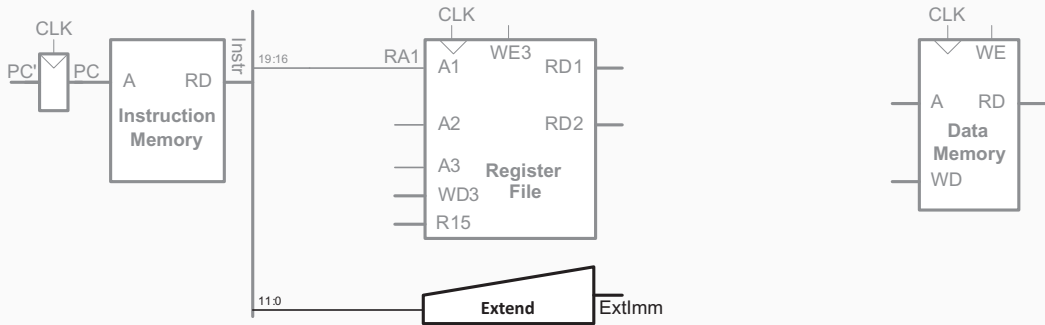 CLK
PC'
PC
A
RD
Instruction
Memory
Instr
19:16
RA1
CLK
WE3
A1
RD1
A2
RD2
A3
Register
File
WD3
R15
CLK
WE
A
RD
Data
Memory
WD
11:0
Extend
ExtImm